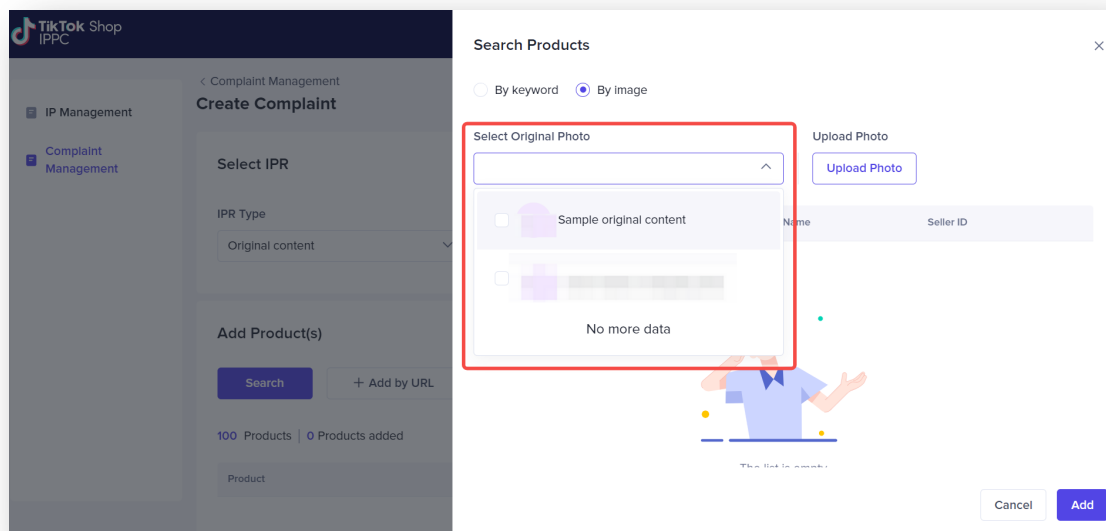 TikTok Shop
IPPC
IP Management
Complaint
Management
Complaint Management
Create Complaint
Select IPR
IPR Type
Original content
Add Product(s)
Search
+ Add by URL
100 Products | 0 Products added
Product
Search Products
By keyword
By image
Select Original Photo
Upload Photo
Upload Photo
Name
Seller ID
Sample original content
No more data
The list is empty
Cancel
Add